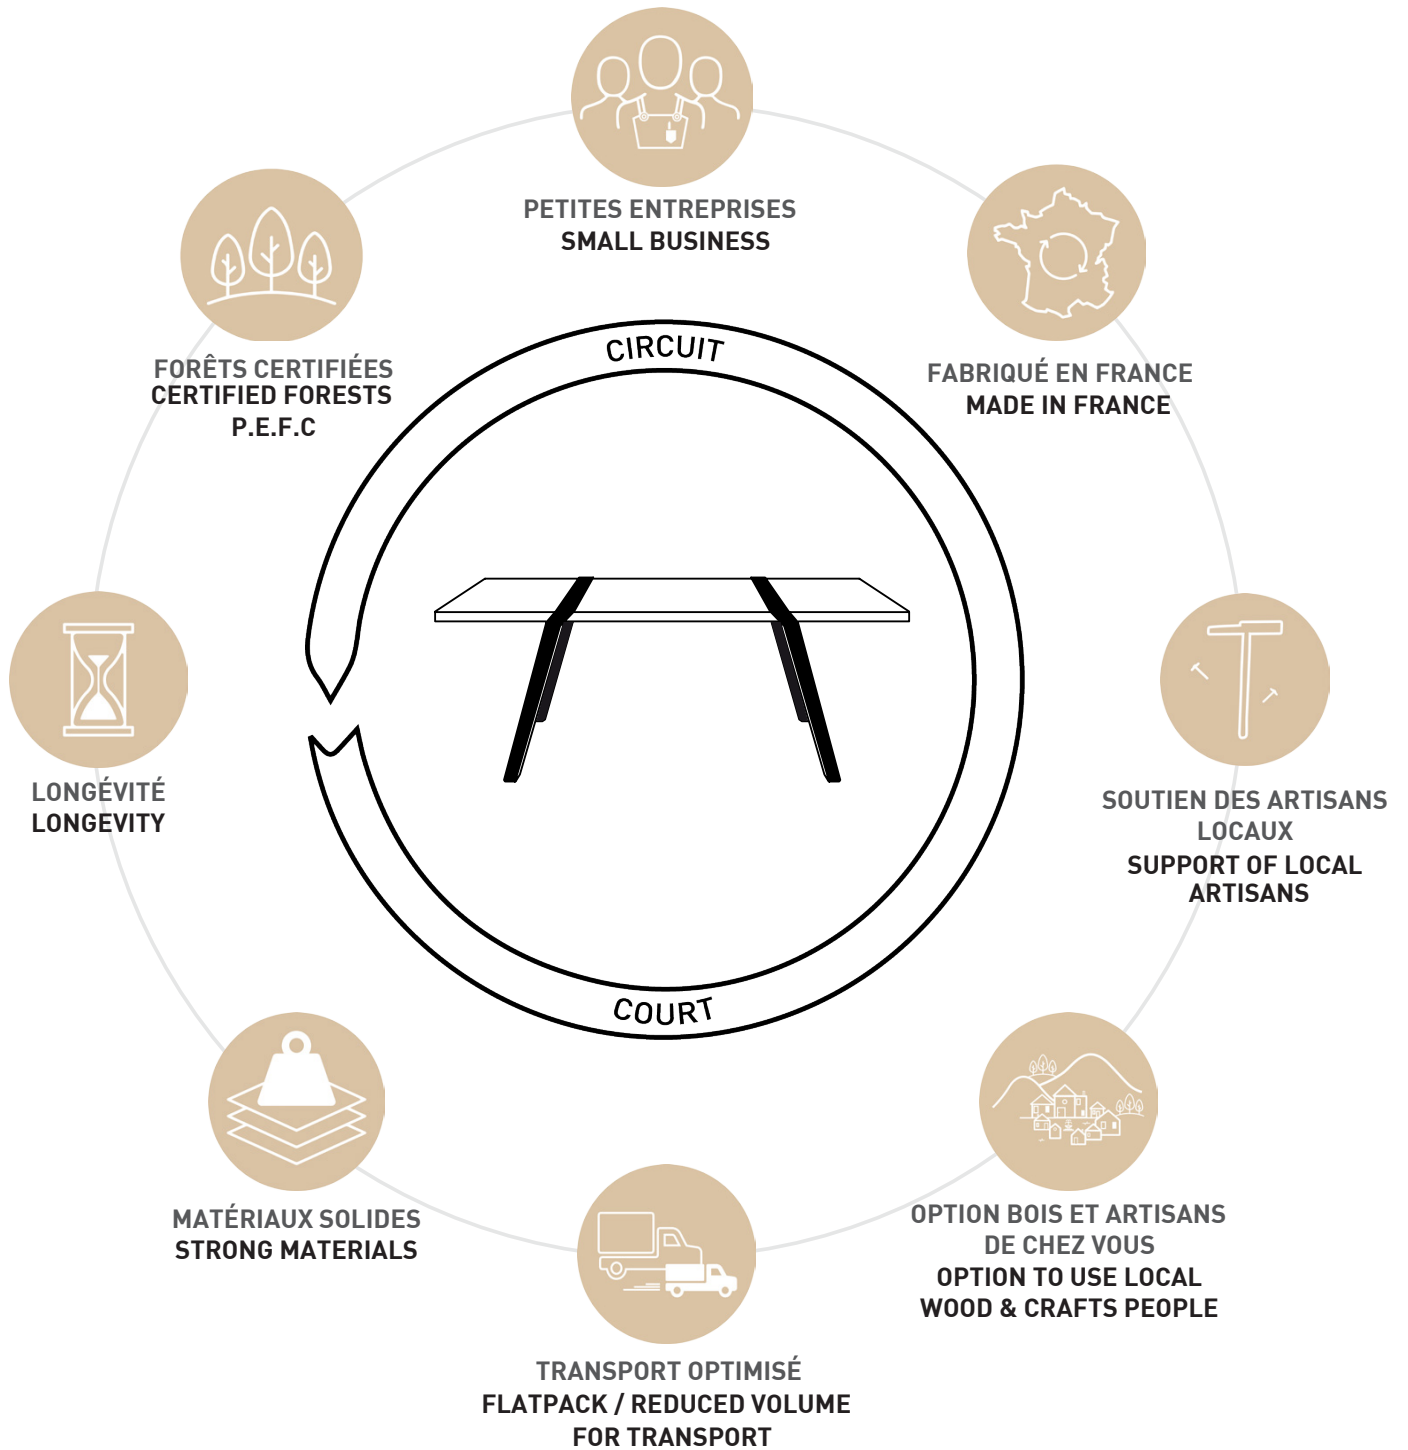 PETITES ENTREPRISES
SMALL BUSINESS
FORÊTS CERTIFIÉES
CERTIFIED FORESTS
P.E.F.C
FABRIQUÉ EN FRANCE
MADE IN FRANCE
CIRCUIT
COURT
LONGÉVITÉ
LONGEVITY
SOUTIEN DES ARTISANS
LOCAUX
SUPPORT OF LOCAL
ARTISANS
MATÉRIAUX SOLIDES
STRONG MATERIALS
OPTION BOIS ET ARTISANS
DE CHEZ VOUS
OPTION TO USE LOCAL
WOOD & CRAFTS PEOPLE
TRANSPORT OPTIMISÉ
FLATPACK / REDUCED VOLUME
FOR TRANSPORT